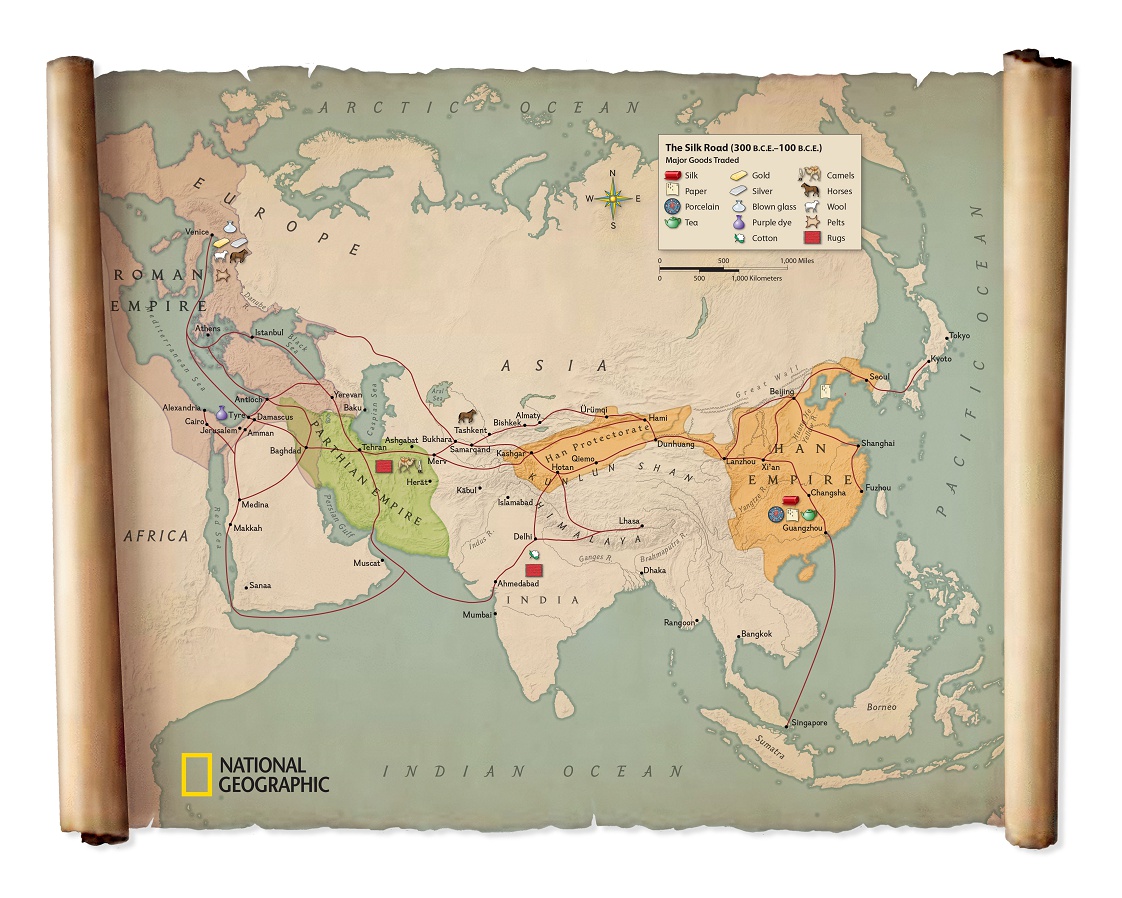 ARCTIC OCEAN
The Silk Road (300 B.C.E.–100 B.C.E.)
Major Goods Traded
Silk
Paper
Porcelain
Tea
Gold
Silver
Blown glass
Purple dye
Cotton
Camels
Horses
Wool
Pelts
Rugs
N
W E
S
0 500 1,000 Miles
0 500 1,000 Kilometers
EUROPE
Venice
ROMAN
EMPIRE
Danube R.
Mediterranean Sea
Athens
Istanbul
Black Sea
ASIA
Great Wall
Tokyo
Kyoto
Seoul
Beijing
PACIFIC OCEAN
Caspian Sea
Aral Sea
Yerevan
Baku
Antioch
Alexandria
Cairo
Tyre
Damascus
Jerusalem
Amman
Baghdad
PARTHIAN EMPIRE
Tehran
Ashgabat
Bukhara
Merv
Herāt
Tashkent
Samarqand
Bishkek
Almaty
Ürümqi
Hami
Han Protectorate
Kashgar
Hotan
Qiemo
Dunhuang
KUNLUN SHAN
Lanzhou
Xi'an
HAN
EMPIRE
Shanghai
Changsha
Fuzhou
Yangtze R.
Guangzhou
Kābul
Islamabad
HIMALAYA
Lhasa
Delhi
Indus R.
Ganges R.
Brahmaputra R.
Dhaka
Ahmedabad
INDIA
Mumbai
Rangoon
Bangkok
Medina
Makkah
Red Sea
Persian Gulf
AFRICA
Muscat
Sanaa
Singapore
Sumatra
Borneo
INDIAN OCEAN
NATIONAL
GEOGRAPHIC